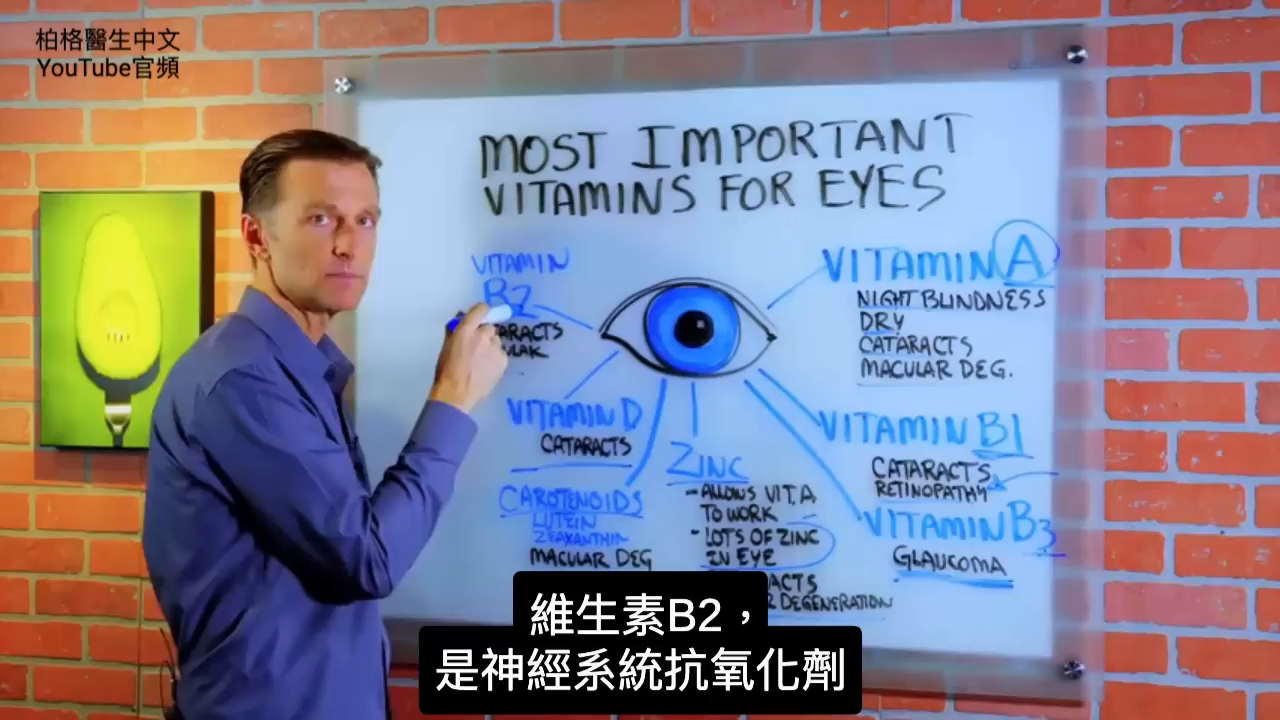 柏格醫生中文
YouTube官頻
MOST IMPORTANT
VITAMINS FOR EYES
VITAMIN
B2
VITAMIN D
CATARACTS
CAROTENOIDS
LUTEIN
ZEAXANTHIN
MACULAR DEG
ZINC
- ALLOWS VIT. A
TO WORK
- LOTS OF ZINC
IN EYE
DEGENERATION
VITAMIN A
NIGHT BLINDNESS
DRY
CATARACTS
MACULAR DEG.
VITAMIN B1
CATARACTS
RETINOPATHY
VITAMIN B3
GLAUCOMA
維生素B2，
是神經系統抗氧化劑